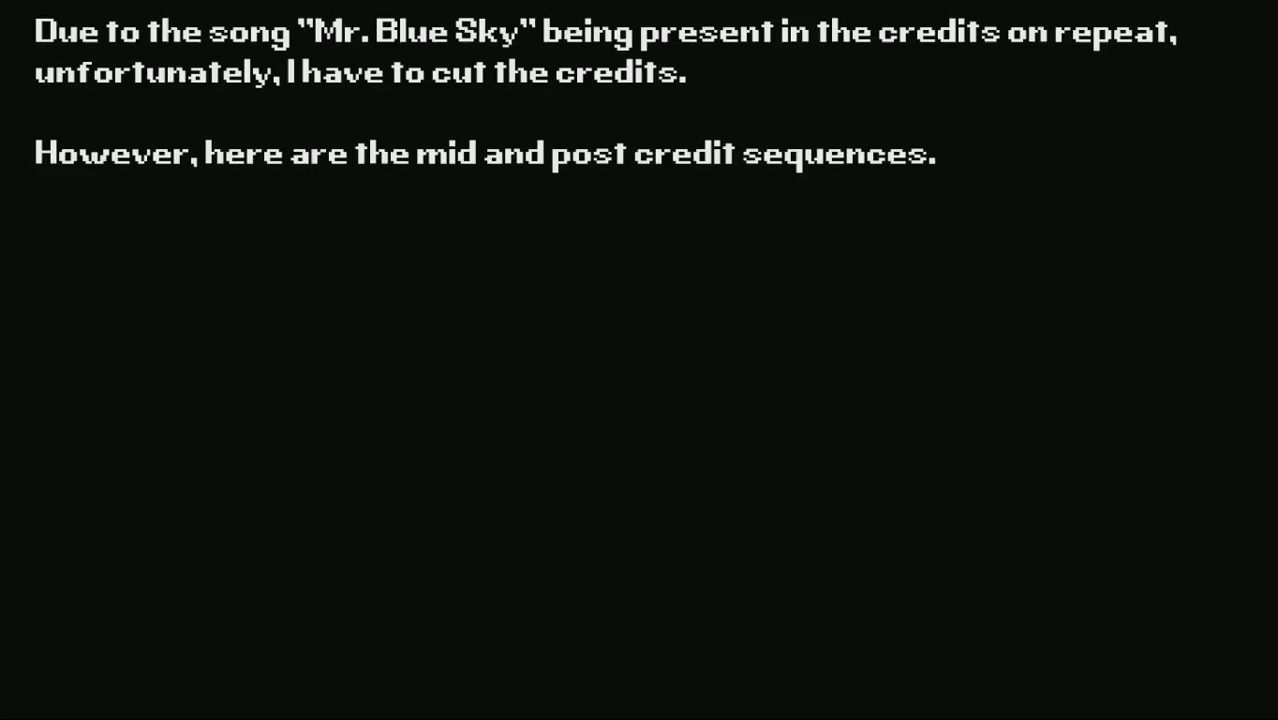 Due to the song "Mr. Blue Sky" being present in the credits on repeat,
unfortunately, I have to cut the credits.
However, here are the mid and post credit sequences.